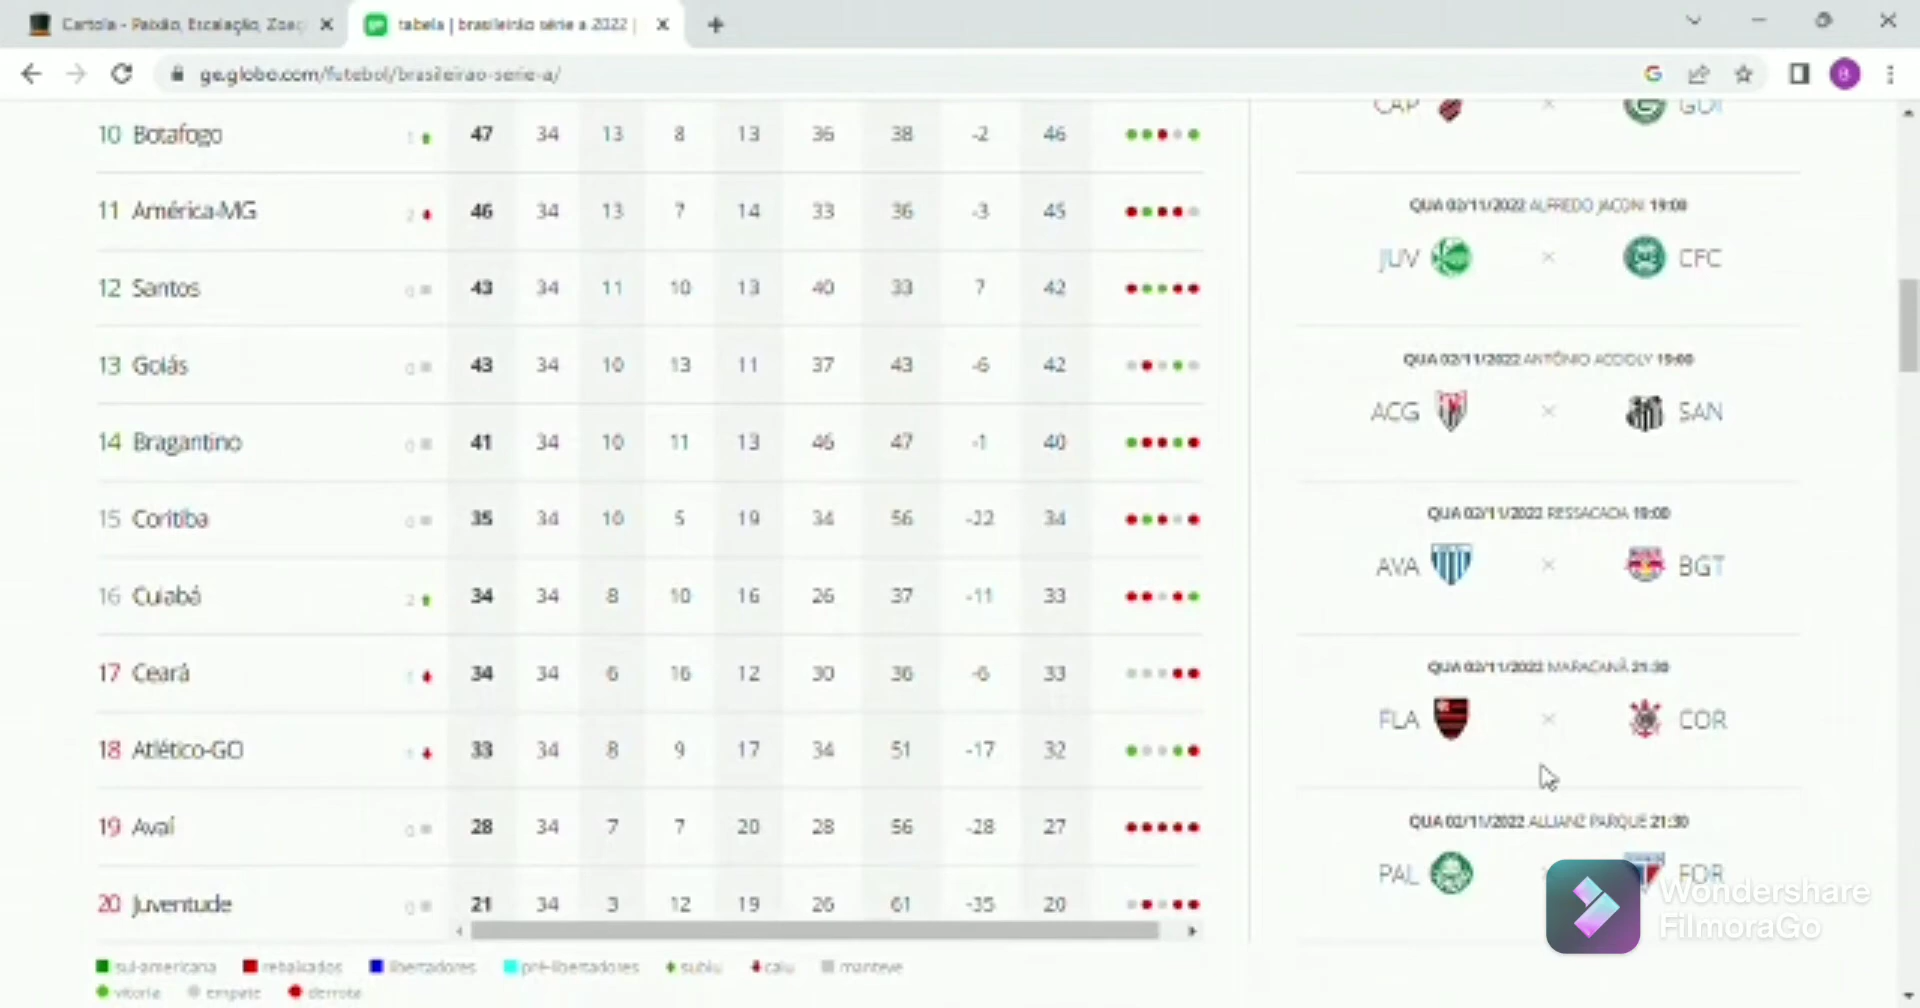 Cartola - Paixão, Escalação, Zoaç
tabela | brasileirão série a 2022 |
ge.globo.com/futebol/brasileirao-serie-a/
10 Botafogo 1 47 34 13 8 13 36 38 -2 46
11 América-MG 2 46 34 13 7 14 33 36 -3 45
12 Santos 0 43 34 11 10 13 40 33 7 42
13 Goiás 0 43 34 10 13 11 37 43 -6 42
14 Bragantino 0 41 34 10 11 13 46 47 -1 40
15 Coritiba 0 35 34 10 5 19 34 56 -22 34
16 Cuiabá 2 34 34 8 10 16 26 37 -11 33
17 Ceará 1 34 34 6 16 12 30 36 -6 33
18 Atlético-GO 1 33 34 8 9 17 34 51 -17 32
19 Avaí 0 28 34 7 7 20 28 56 -28 27
20 Juventude 0 21 34 3 12 19 26 61 -35 20
sul-americana rebaixados libertadores pré-libertadores subiu caiu manteve
vitória empate derrota
CAP × GOI
QUA 02/11/2022 ALFREDO JACONI 19:00
JUV × CFC
QUA 02/11/2022 ANTÔNIO ACCIOLY 19:00
ACG × SAN
QUA 02/11/2022 RESSACADA 19:00
AVA × BGT
QUA 02/11/2022 MARACANÃ 21:30
FLA × COR
QUA 02/11/2022 ALLIANZ PARQUE 21:30
PAL FOR
Wondershare
FilmoraGo